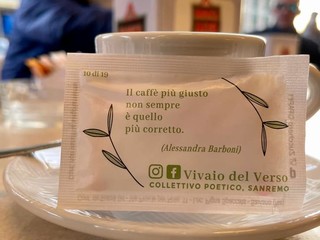 10 di 19
Il caffè più giusto
non sempre
è quello
più corretto.
(Alessandra Barboni)
Vivaio del Verso
COLLETTIVO POETICO, SANREMO